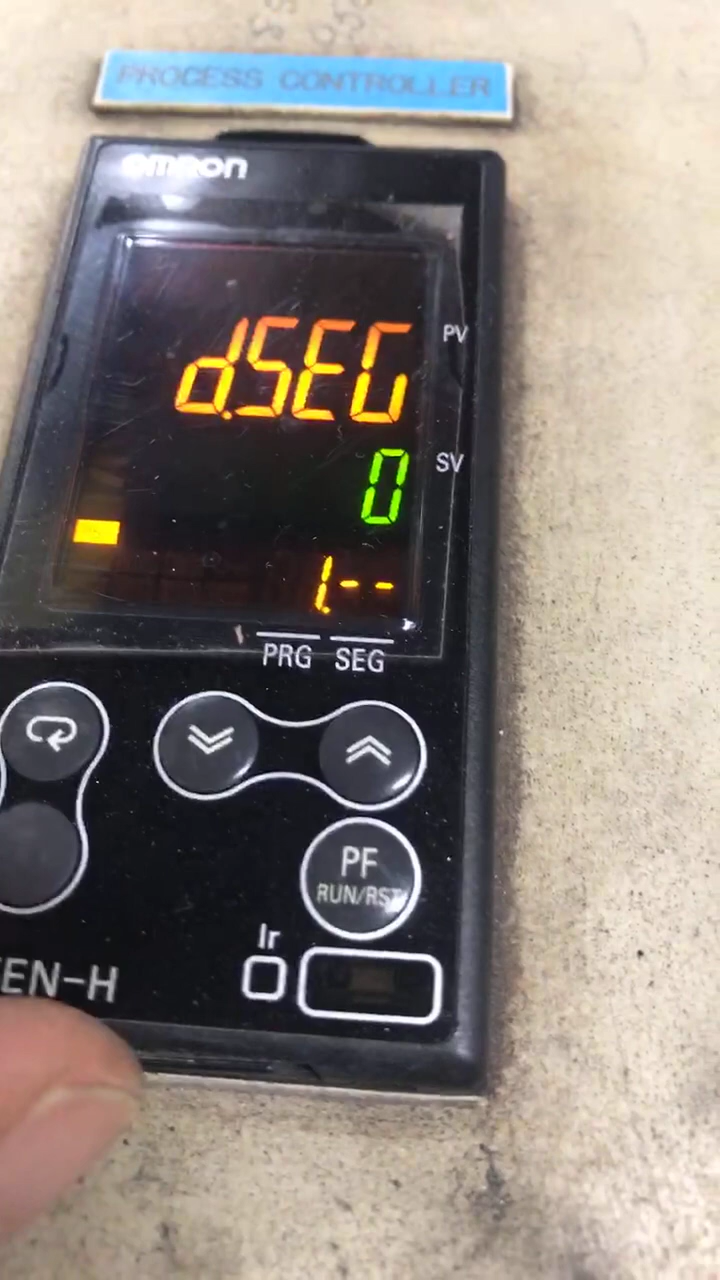 PROCESS CONTROLLER
OMRON
d.SEG
PV
0
SV
1.--
PRG SEG
PF
RUN/RST
Ir
EN-H